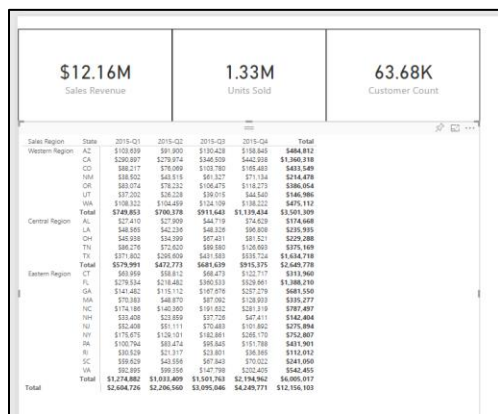 $12.16M 1.33M 63.68K
Sales Revenue Units Sold Customer Count
Sales Region State 2015-Q1 2015-Q2 2015-Q3 2015-Q4 Total
Western Region AZ $103,639 $91,900 $130,428 $158,845 $484,812
CA $290,897 $279,974 $346,509 $442,938 $1,360,318
CO $88,217 $76,069 $103,780 $165,483 $433,549
NM $38,502 $43,515 $61,327 $71,134 $214,478
OR $83,074 $78,232 $106,475 $118,273 $386,054
UT $37,202 $26,228 $39,015 $44,540 $146,986
WA $108,322 $104,459 $124,109 $138,222 $475,112
Total $749,853 $700,378 $911,643 $1,139,434 $3,501,309
Central Region AL $27,410 $27,909 $44,719 $74,629 $174,668
LA $48,565 $42,236 $48,326 $96,808 $235,935
OH $45,938 $34,399 $67,431 $81,521 $229,288
TN $86,276 $72,620 $89,580 $126,693 $375,169
TX $371,802 $295,609 $431,583 $535,724 $1,634,718
Total $579,991 $472,773 $681,639 $915,375 $2,649,778
Eastern Region CT $63,959 $58,812 $68,473 $122,717 $313,960
FL $279,534 $218,482 $360,533 $529,661 $1,388,210
GA $141,482 $115,112 $167,676 $257,279 $681,550
MA $70,383 $48,870 $87,092 $128,933 $335,277
NC $174,186 $140,360 $191,632 $281,319 $787,497
NH $33,408 $23,859 $37,726 $47,411 $142,404
NJ $52,408 $51,111 $70,483 $101,892 $275,894
NY $175,675 $129,101 $182,861 $265,170 $752,807
PA $100,794 $83,474 $95,845 $151,788 $431,901
RI $30,529 $21,317 $23,801 $36,365 $112,012
SC $59,629 $43,556 $67,843 $70,022 $241,050
VA $92,895 $99,356 $147,798 $202,405 $542,455
Total $1,274,882 $1,033,409 $1,501,763 $2,194,962 $6,005,017
Total $2,604,726 $2,206,560 $3,095,046 $4,249,771 $12,156,103